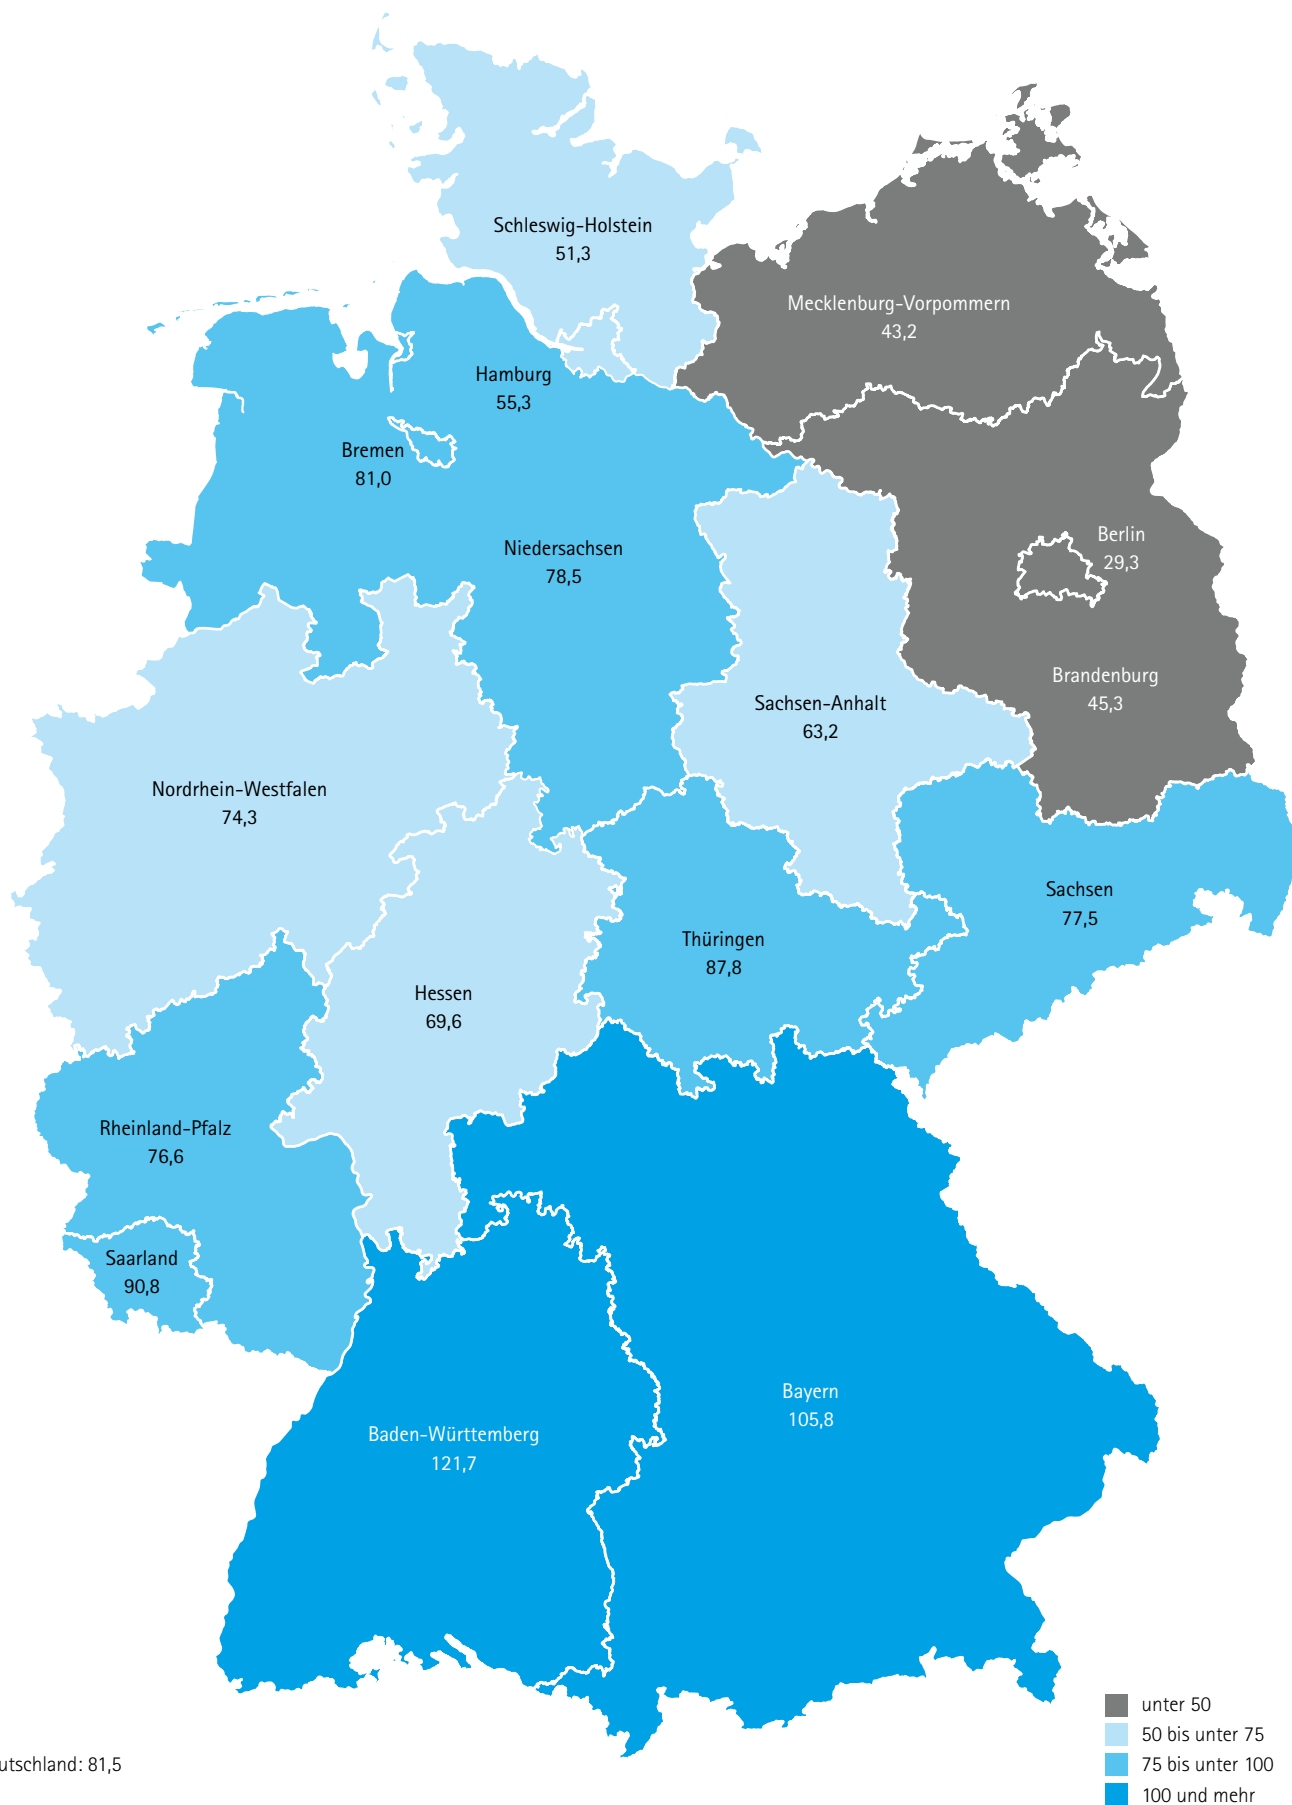 Schleswig-Holstein
51,3
Mecklenburg-Vorpommern
43,2
Hamburg
55,3
Bremen
81,0
Berlin
29,3
Niedersachsen
78,5
Brandenburg
45,3
Sachsen-Anhalt
63,2
Nordrhein-Westfalen
74,3
Sachsen
77,5
Thüringen
87,8
Hessen
69,6
Rheinland-Pfalz
76,6
Saarland
90,8
Bayern
105,8
Baden-Württemberg
121,7
unter 50
50 bis unter 75
75 bis unter 100
100 und mehr
utschland: 81,5